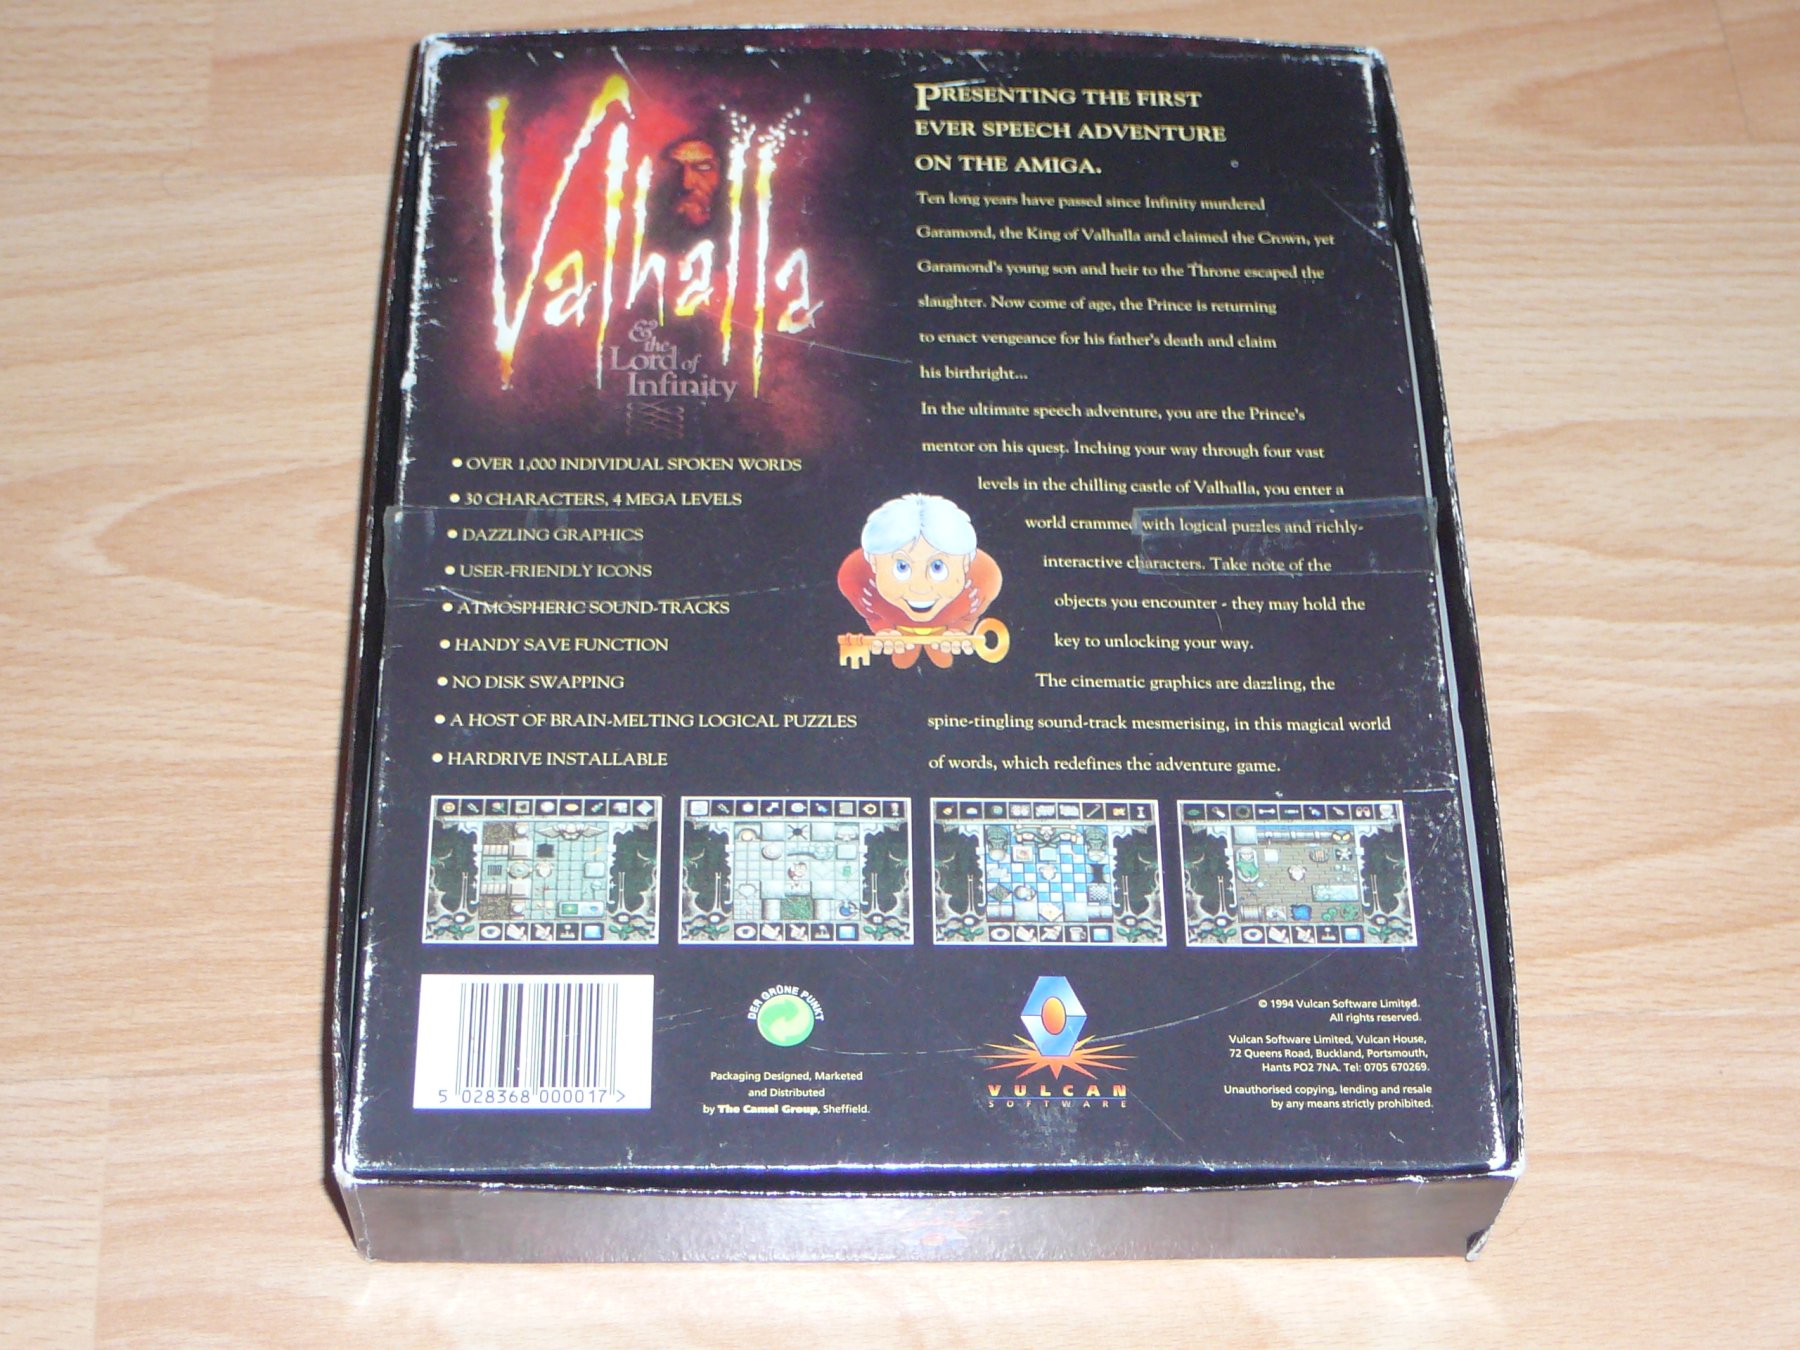 Valhalla
& the
Lord of
Infinity
• OVER 1,000 INDIVIDUAL SPOKEN WORDS
• 30 CHARACTERS, 4 MEGA LEVELS
• DAZZLING GRAPHICS
• USER-FRIENDLY ICONS
• ATMOSPHERIC SOUND-TRACKS
• HANDY SAVE FUNCTION
• NO DISK SWAPPING
• A HOST OF BRAIN-MELTING LOGICAL PUZZLES
• HARDRIVE INSTALLABLE
PRESENTING THE FIRST
EVER SPEECH ADVENTURE
ON THE AMIGA.
Ten long years have passed since Infinity murdered
Garamond, the King of Valhalla and claimed the Crown, yet
Garamond's young son and heir to the Throne escaped the
slaughter. Now come of age, the Prince is returning
to enact vengeance for his father's death and claim
his birthright...
In the ultimate speech adventure, you are the Prince's
mentor on his quest. Inching your way through four vast
levels in the chilling castle of Valhalla, you enter a
world crammed with logical puzzles and richly-
interactive characters. Take note of the
objects you encounter - they may hold the
key to unlocking your way.
The cinematic graphics are dazzling, the
spine-tingling sound-track mesmerising, in this magical world
of words, which redefines the adventure game.
5 028368 000017 >
DER GRÜNE PUNKT
Packaging Designed, Marketed
and Distributed
by The Camel Group, Sheffield.
VULCAN
SOFTWARE
© 1994 Vulcan Software Limited.
All rights reserved.
Vulcan Software Limited, Vulcan House,
72 Queens Road, Buckland, Portsmouth,
Hants PO2 7NA. Tel: 0705 670269.
Unauthorised copying, lending and resale
by any means strictly prohibited.